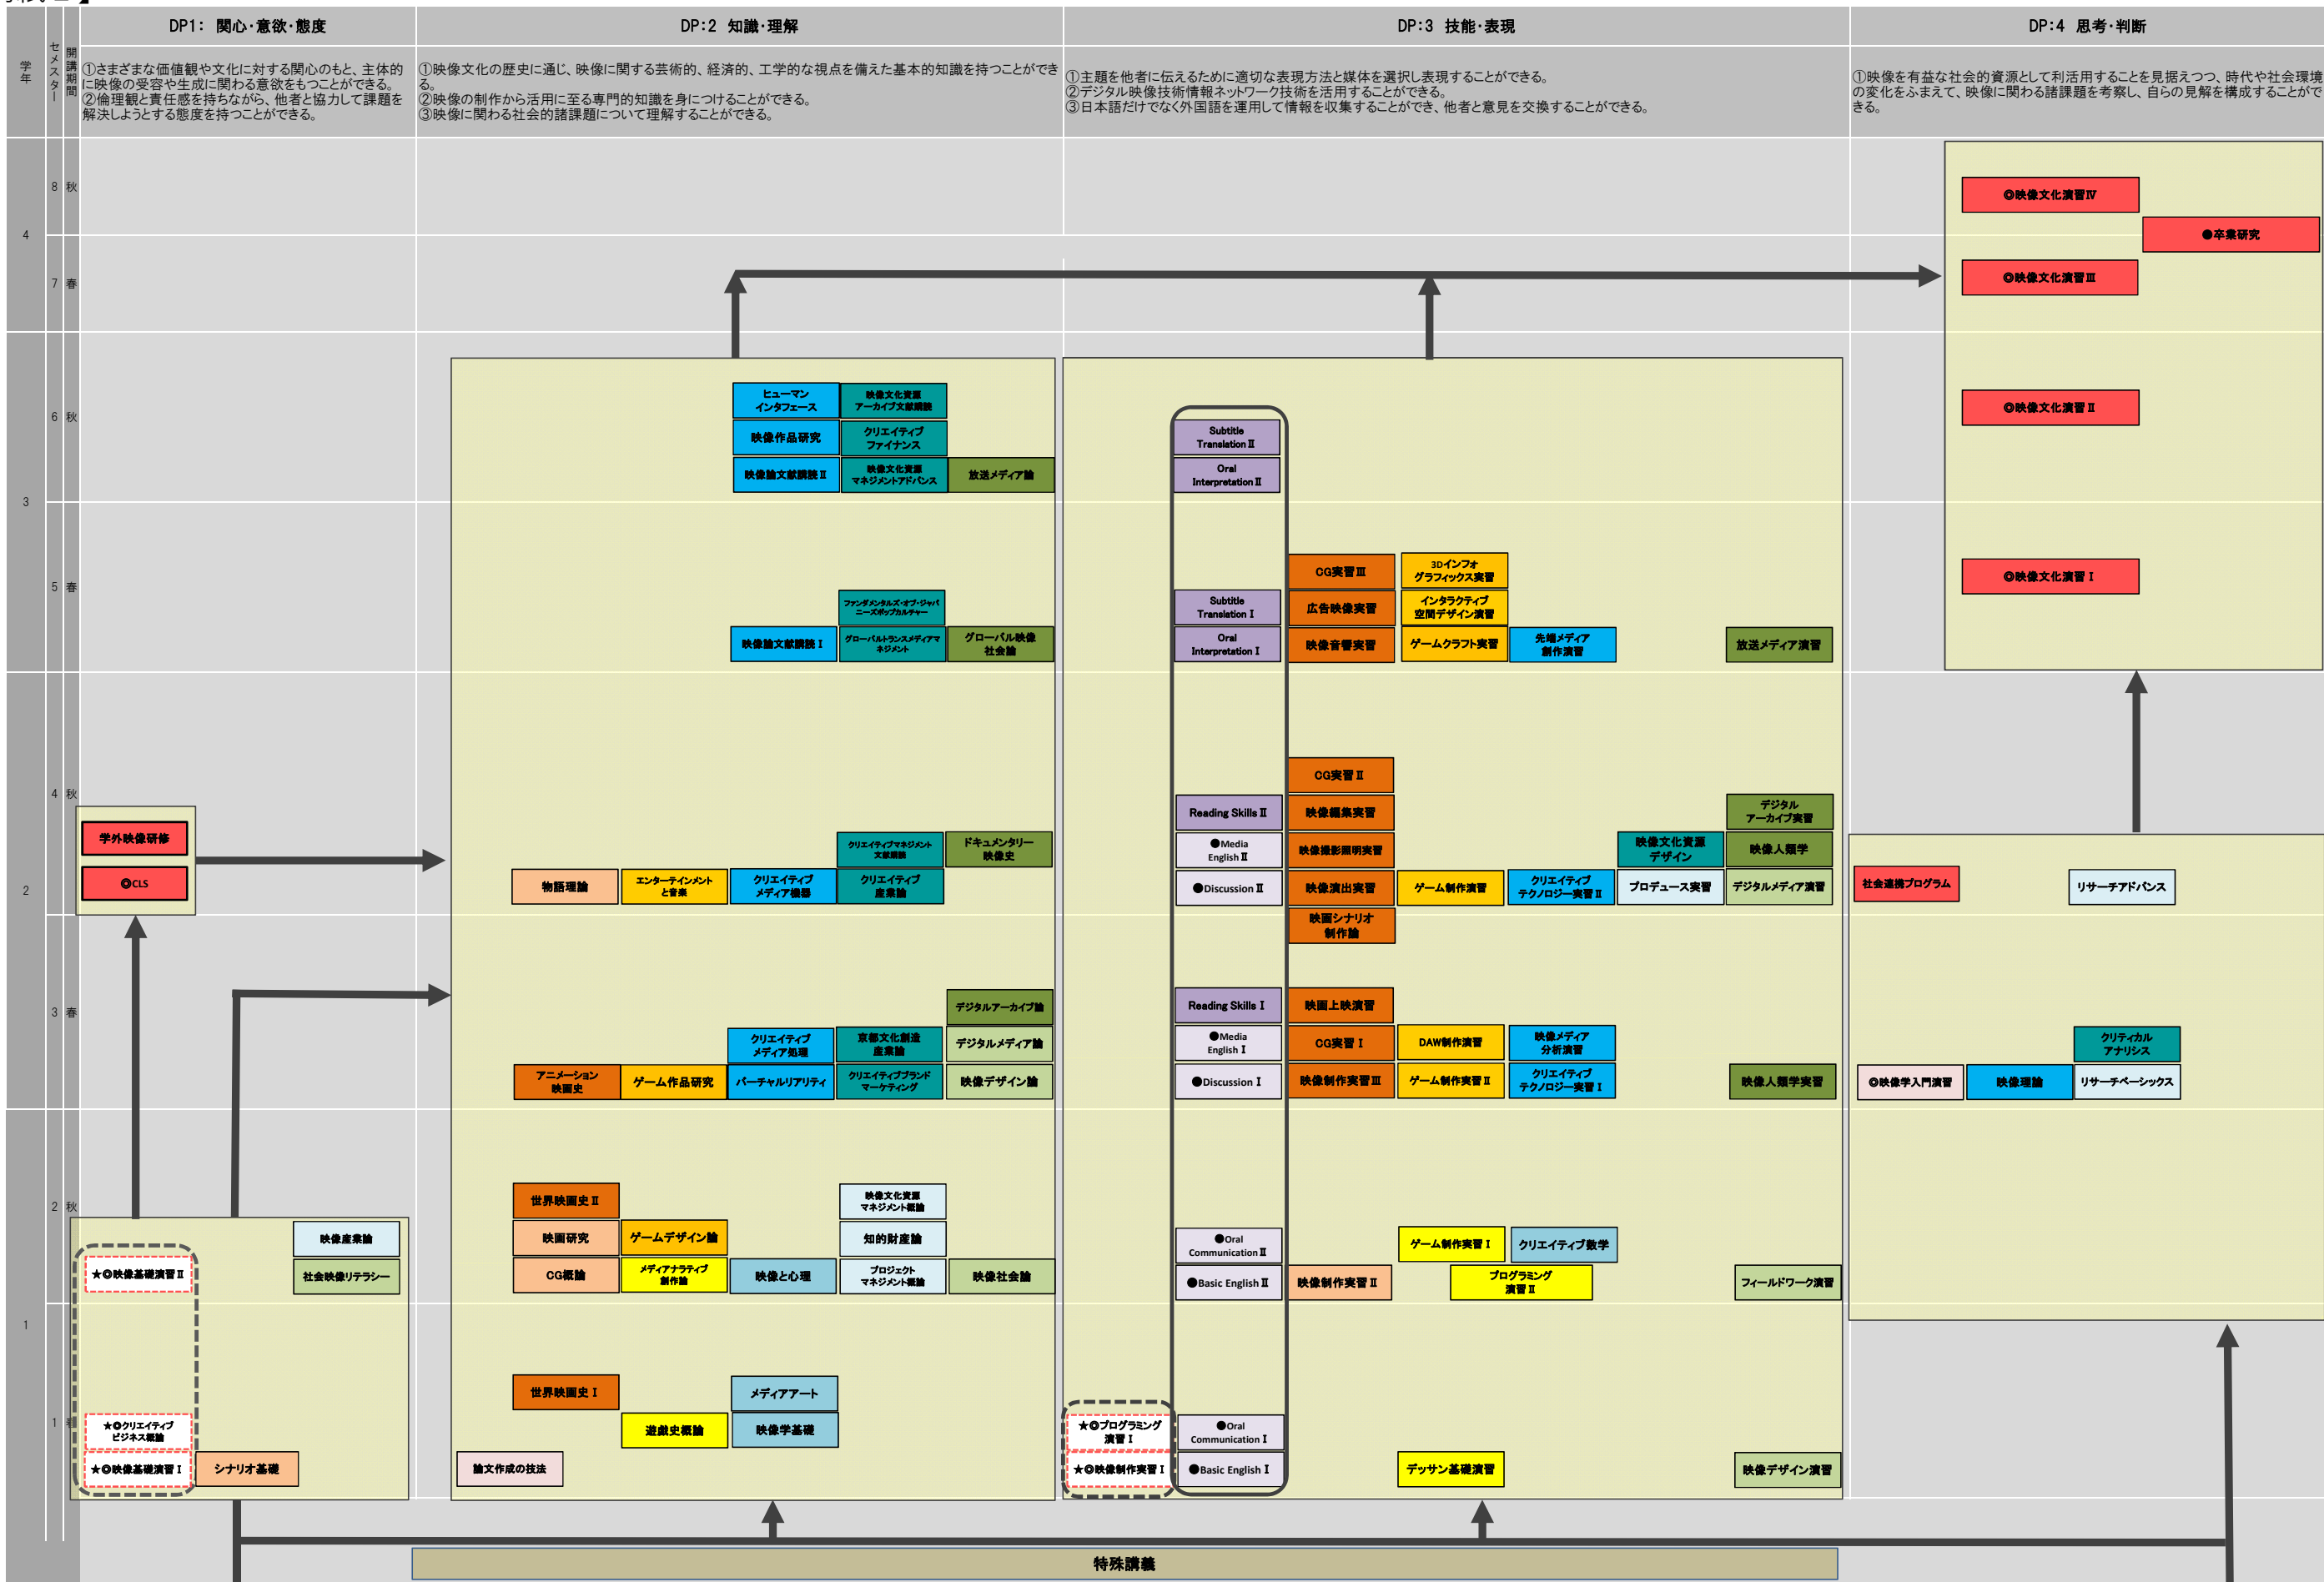 DP1: 関心・意欲・態度
DP:2 知識・理解
DP:3 技能・表現
DP:4 思考・判断
学年
セメスター
開講期間
①さまざまな価値観や文化に対する関心のもと、主体的
に映像の受容や生成に関わる意欲をもつことができる。
②倫理観と責任感を持ちながら、他者と協力して課題を
解決しようとする態度を持つことができる。
①映像文化の歴史に通じ、映像に関する芸術的、経済的、工学的な視点を備えた基本的知識を持つことができ
る。
②映像の制作から活用に至る専門的知識を身につけることができる。
③映像に関わる社会的諸課題について理解することができる。
①主題を他者に伝えるために適切な表現方法と媒体を選択し表現することができる。
②デジタル映像技術情報ネットワーク技術を活用することができる。
③日本語だけでなく外国語を運用して情報を収集することができ、他者と意見を交換することができる。
①映像を有益な社会的資源として利活用することを見据えつつ、時代や社会環境
の変化をふまえて、映像に関わる諸課題を考察し、自らの見解を構成することがで
きる。
8 秋
◎映像文化演習Ⅳ
4
●卒業研究
7 春
◎映像文化演習Ⅲ
6 秋
ヒューマン
インタフェース
映像文化資源
アーカイブ文献購読
映像作品研究
クリエイティブ
ファイナンス
映像論文献購読Ⅱ
映像文化資源
マネジメントアドバンス
放送メディア論
Subtitle
Translation Ⅱ
Oral
Interpretation Ⅱ
◎映像文化演習Ⅱ
3
5 春
ファンダメンタルズ・オブ・ジャパ
ニーズポップカルチャー
映像論文献購読Ⅰ
グローバルトランスメディアマ
ネジメント
グローバル映像
社会論
Subtitle
Translation Ⅰ
Oral
Interpretation Ⅰ
CG実習Ⅲ
3Dインフォ
グラフィックス実習
広告映像実習
インタラクティブ
空間デザイン演習
映像音響実習
ゲームクラフト実習
先端メディア
創作演習
放送メディア演習
◎映像文化演習Ⅰ
4 秋
学外映像研修
◎CLS
2
クリエイティブマネジメント
文献購読
ドキュメンタリー
映像史
物語理論
エンターテインメント
と音楽
クリエイティブ
メディア機器
クリエイティブ
産業論
CG実習Ⅱ
Reading Skills Ⅱ
映像編集実習
デジタル
アーカイブ実習
●Media
English Ⅱ
映像撮影照明実習
映像文化資源
デザイン
映像人類学
●Discussion Ⅱ
映像演出実習
ゲーム制作演習
クリエイティブ
テクノロジー実習Ⅱ
プロデュース実習
デジタルメディア演習
映画シナリオ
制作論
社会連携プログラム
リサーチアドバンス
3 春
デジタルアーカイブ論
クリエイティブ
メディア処理
京都文化創造
産業論
デジタルメディア論
アニメーション
映画史
ゲーム作品研究
バーチャルリアリティ
クリエイティブブランド
マーケティング
映像デザイン論
Reading Skills Ⅰ
映画上映演習
●Media
English Ⅰ
CG実習Ⅰ
DAW制作演習
映像メディア
分析演習
●Discussion Ⅰ
映像制作実習Ⅲ
ゲーム制作実習Ⅱ
クリエイティブ
テクノロジー実習Ⅰ
映像人類学実習
クリティカル
アナリシス
◎映像学入門演習
映像理論
リサーチベーシックス
2 秋
映像産業論
★◎映像基礎演習Ⅱ
社会映像リテラシー
世界映画史Ⅱ
映像文化資源
マネジメント概論
映画研究
ゲームデザイン論
知的財産論
CG概論
メディアナラティブ
創作論
映像と心理
プロジェクト
マネジメント概論
映像社会論
●Oral
Communication Ⅱ
ゲーム制作実習Ⅰ
クリエイティブ数学
●Basic English Ⅱ
映像制作実習Ⅱ
プログラミング
演習Ⅱ
フィールドワーク演習
1
1 春
★◎クリエイティブ
ビジネス概論
★◎映像基礎演習Ⅰ
シナリオ基礎
世界映画史Ⅰ
メディアアート
遊戯史概論
映像学基礎
論文作成の技法
★◎プログラミング
演習Ⅰ
●Oral
Communication Ⅰ
★◎映像制作実習Ⅰ
●Basic English Ⅰ
デッサン基礎演習
映像デザイン演習
特殊講義